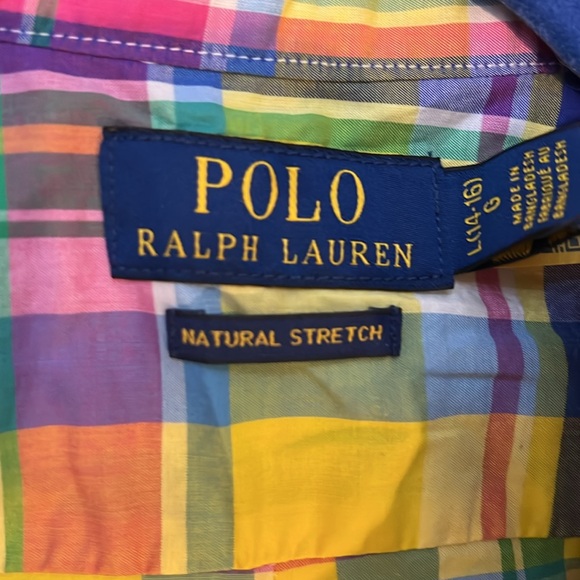 POLO
RALPH LAUREN
NATURAL STRETCH
L(14-16)
G
MADE IN
BANGLADESH
FABRIQUÉ AU
BANGLADESH